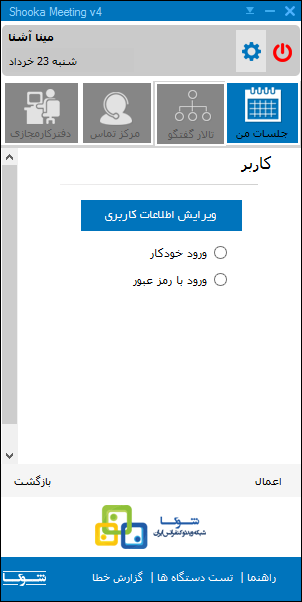 Shooka Meeting v4
مینا آشنا
شنبه 23 خرداد
جلسات من
تالار گفتگو
مرکز تماس
دفترکارمجازی
کاربر
ویرایش اطلاعات کاربری
ورود خودکار
ورود با رمز عبور
اعمال
بازگشت
شوکا
شبکه ویدئو کنفرانس ایران
راهنما | تست دستگاه ها | گزارش خطا
شوکا